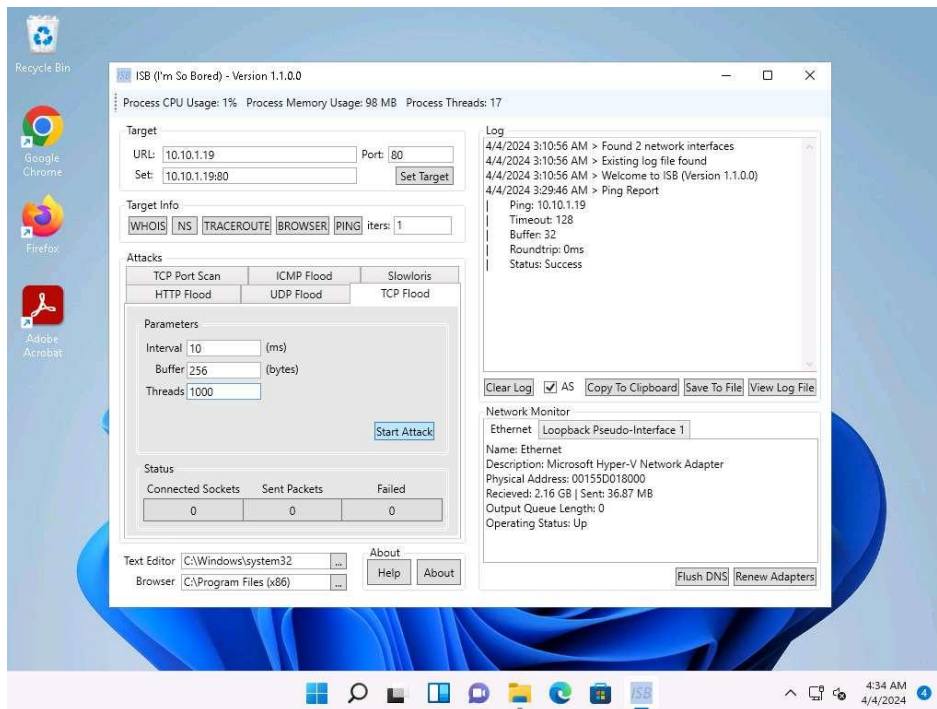 Recycle Bin
Google
Chrome
Firefox
Adobe
Acrobat
ISB (I'm So Bored) - Version 1.1.0.0
Process CPU Usage: 1% Process Memory Usage: 98 MB Process Threads: 17
Target
URL: 10.10.1.19 Port: 80
Set: 10.10.1.19:80 Set Target
Target Info
WHOIS NS TRACEROUTE BROWSER PING iters: 1
Attacks
TCP Port Scan ICMP Flood Slowloris
HTTP Flood UDP Flood TCP Flood
Parameters
Interval 10 (ms)
Buffer 256 (bytes)
Threads 1000
Start Attack
Status
Connected Sockets Sent Packets Failed
0 0 0
Text Editor C:\Windows\system32 ...
Browser C:\Program Files (x86) ...
About
Help About
Log
4/4/2024 3:10:56 AM > Found 2 network interfaces
4/4/2024 3:10:56 AM > Existing log file found
4/4/2024 3:10:56 AM > Welcome to ISB (Version 1.1.0.0)
4/4/2024 3:29:46 AM > Ping Report
| Ping: 10.10.1.19
| Timeout: 128
| Buffer: 32
| Roundtrip: 0ms
| Status: Success
Clear Log AS Copy To Clipboard Save To File View Log File
Network Monitor
Ethernet Loopback Pseudo-Interface 1
Name: Ethernet
Description: Microsoft Hyper-V Network Adapter
Physical Address: 00155D018000
Recieved: 2.16 GB | Sent: 36.87 MB
Output Queue Length: 0
Operating Status: Up
Flush DNS Renew Adapters
ISB
4:34 AM
4/4/2024
4